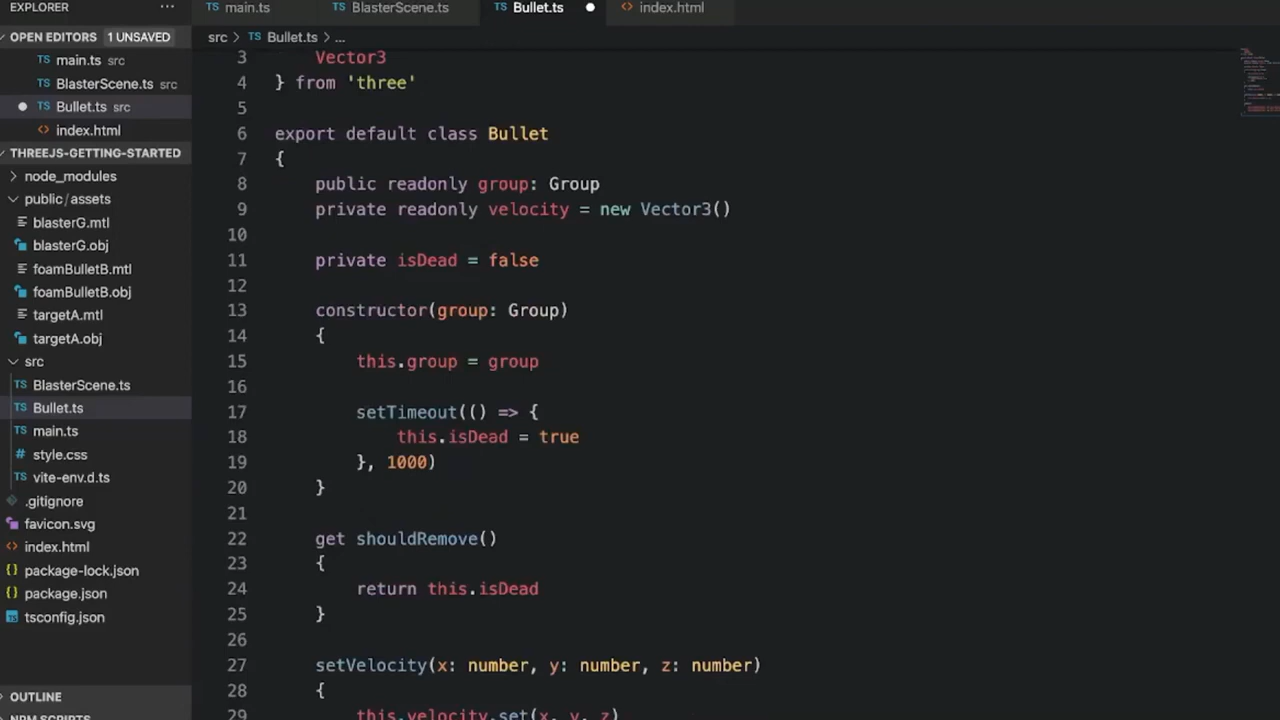 EXPLORER
...
main.ts
BlasterScene.ts
Bullet.ts
index.html
OPEN EDITORS 1 UNSAVED
main.ts src
BlasterScene.ts src
Bullet.ts src
index.html
THREEJS-GETTING-STARTED
node_modules
public/assets
blasterG.mtl
blasterG.obj
foamBulletB.mtl
foamBulletB.obj
targetA.mtl
targetA.obj
src
BlasterScene.ts
Bullet.ts
main.ts
style.css
vite-env.d.ts
.gitignore
favicon.svg
index.html
package-lock.json
package.json
tsconfig.json
OUTLINE
NPM SCRIPTS
src > TS Bullet.ts > ...
3 Vector3
4 } from 'three'
5
6 export default class Bullet
7 {
8 public readonly group: Group
9 private readonly velocity = new Vector3()
10
11 private isDead = false
12
13 constructor(group: Group)
14 {
15 this.group = group
16
17 setTimeout(() => {
18 this.isDead = true
19 }, 1000)
20 }
21
22 get shouldRemove()
23 {
24 return this.isDead
25 }
26
27 setVelocity(x: number, y: number, z: number)
28 {
29 this.velocity.set(x, y, z)